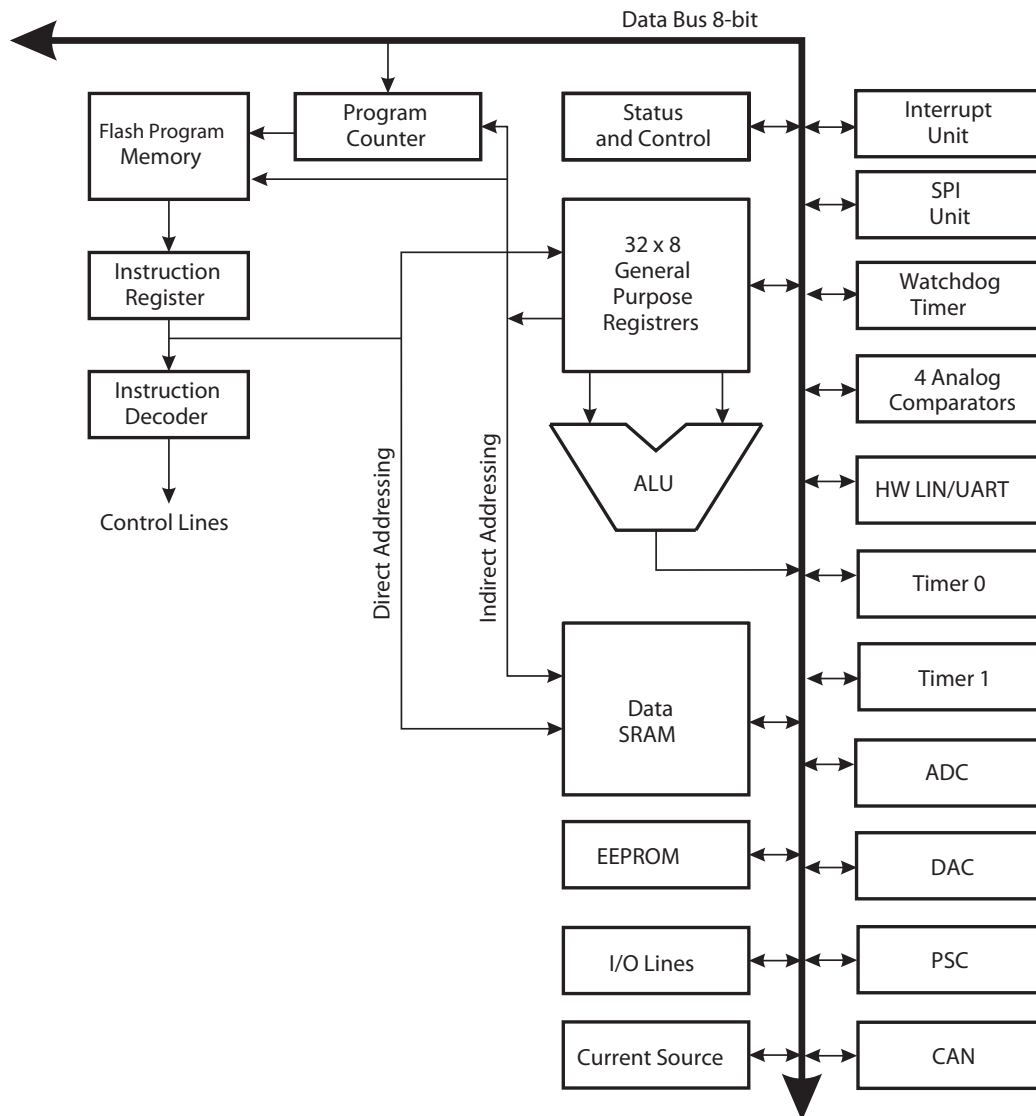 Data Bus 8-bit
Flash Program
Memory
Program
Counter
Status
and Control
Interrupt
Unit
SPI
Unit
Instruction
Register
32 x 8
General
Purpose
Registrers
Watchdog
Timer
Instruction
Decoder
4 Analog
Comparators
Control Lines
Direct Addressing
Indirect Addressing
ALU
HW LIN/UART
Timer 0
Timer 1
Data
SRAM
ADC
EEPROM
DAC
I/O Lines
PSC
Current Source
CAN